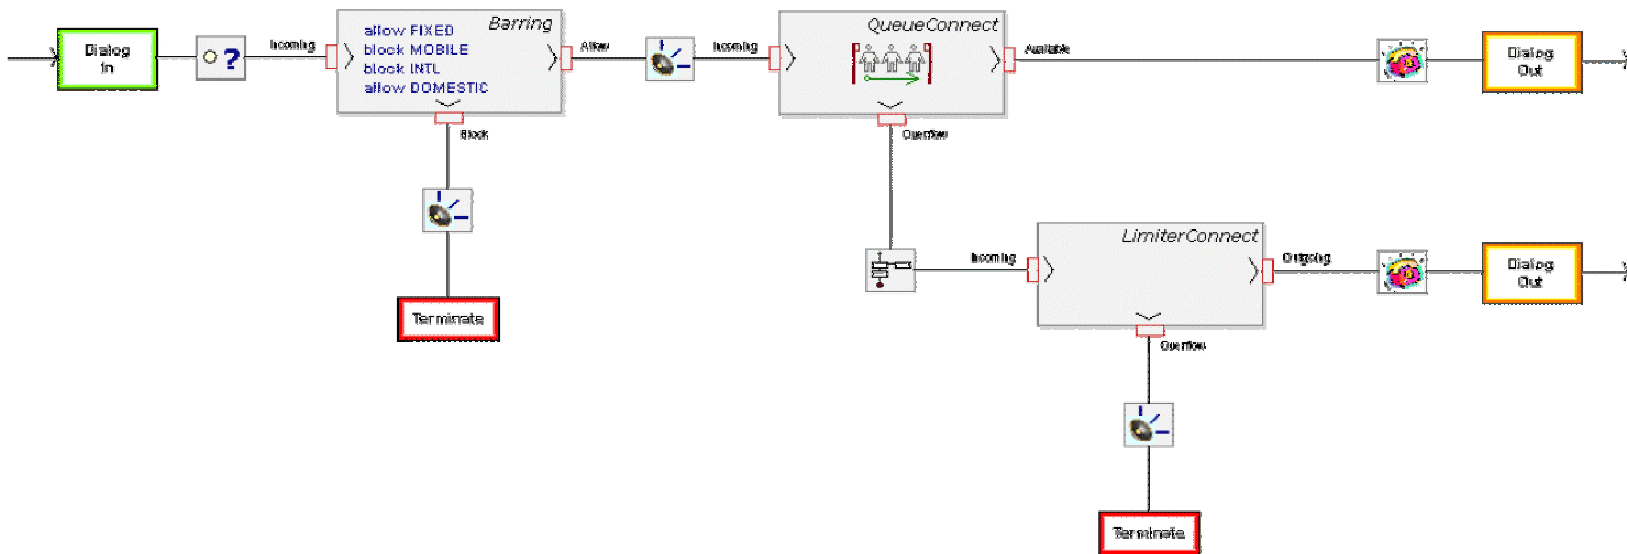 Dialog
In
?
Incoming
Barring
allow FIXED
block MOBILE
block INTL
allow DOMESTIC
Allow
Block
Terminate
Incoming
QueueConnect
Available
Overflow
Dialog
Out
Incoming
LimiterConnect
Outgoing
Overflow
Dialog
Out
Terminate